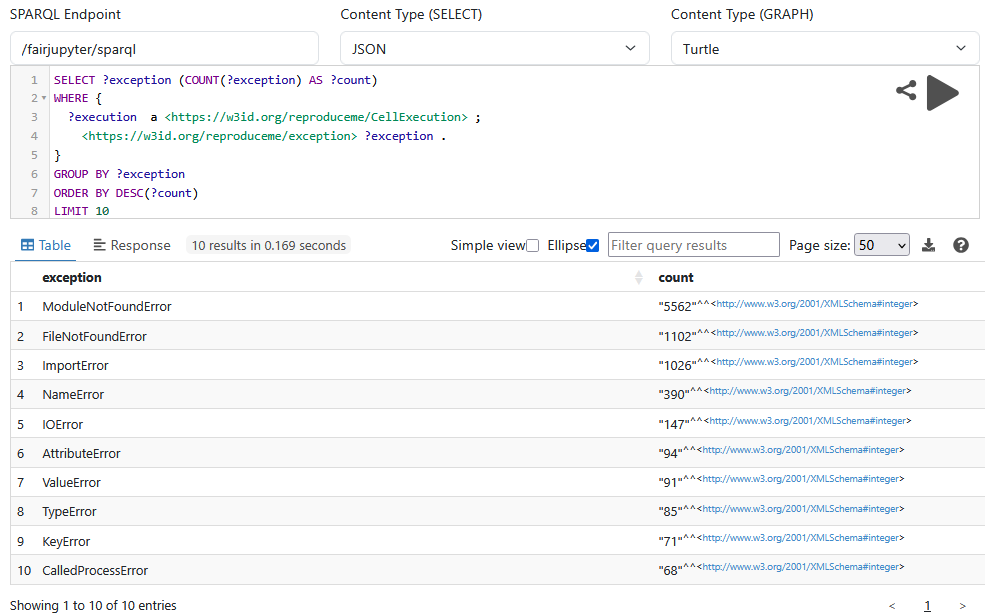 SPARQL Endpoint Content Type (SELECT) Content Type (GRAPH)
/fairjupyter/sparql JSON Turtle
1 SELECT ?exception (COUNT(?exception) AS ?count)
2 WHERE {
3 ?execution a <https://w3id.org/reproduceme/CellExecution> ;
4 <https://w3id.org/reproduceme/exception> ?exception .
5 }
6 GROUP BY ?exception
7 ORDER BY DESC(?count)
8 LIMIT 10
Table Response 10 results in 0.169 seconds Simple view Ellipse Filter query results Page size: 50
exception count
1 ModuleNotFoundError "5562"^^<http://www.w3.org/2001/XMLSchema#integer>
2 FileNotFoundError "1102"^^<http://www.w3.org/2001/XMLSchema#integer>
3 ImportError "1026"^^<http://www.w3.org/2001/XMLSchema#integer>
4 NameError "390"^^<http://www.w3.org/2001/XMLSchema#integer>
5 IOError "147"^^<http://www.w3.org/2001/XMLSchema#integer>
6 AttributeError "94"^^<http://www.w3.org/2001/XMLSchema#integer>
7 ValueError "91"^^<http://www.w3.org/2001/XMLSchema#integer>
8 TypeError "85"^^<http://www.w3.org/2001/XMLSchema#integer>
9 KeyError "71"^^<http://www.w3.org/2001/XMLSchema#integer>
10 CalledProcessError "68"^^<http://www.w3.org/2001/XMLSchema#integer>
Showing 1 to 10 of 10 entries < 1 >